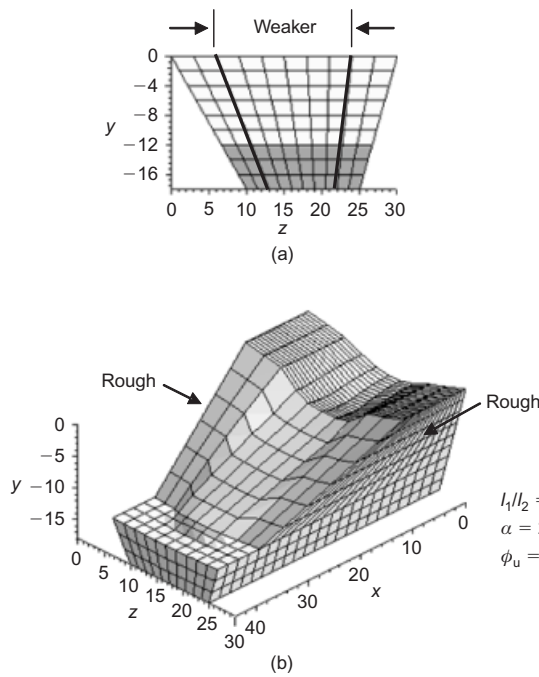 Weaker
0
−4
−8
−12
−16
y
0 5 10 15 20 25 30
z
(a)
Rough
Rough
0
−5
−10
−15
y
0
5
10
15
20
25
30
z
40
30
20
10
0
x
l₁/l₂ =
α =
ϕᵤ =
(b)